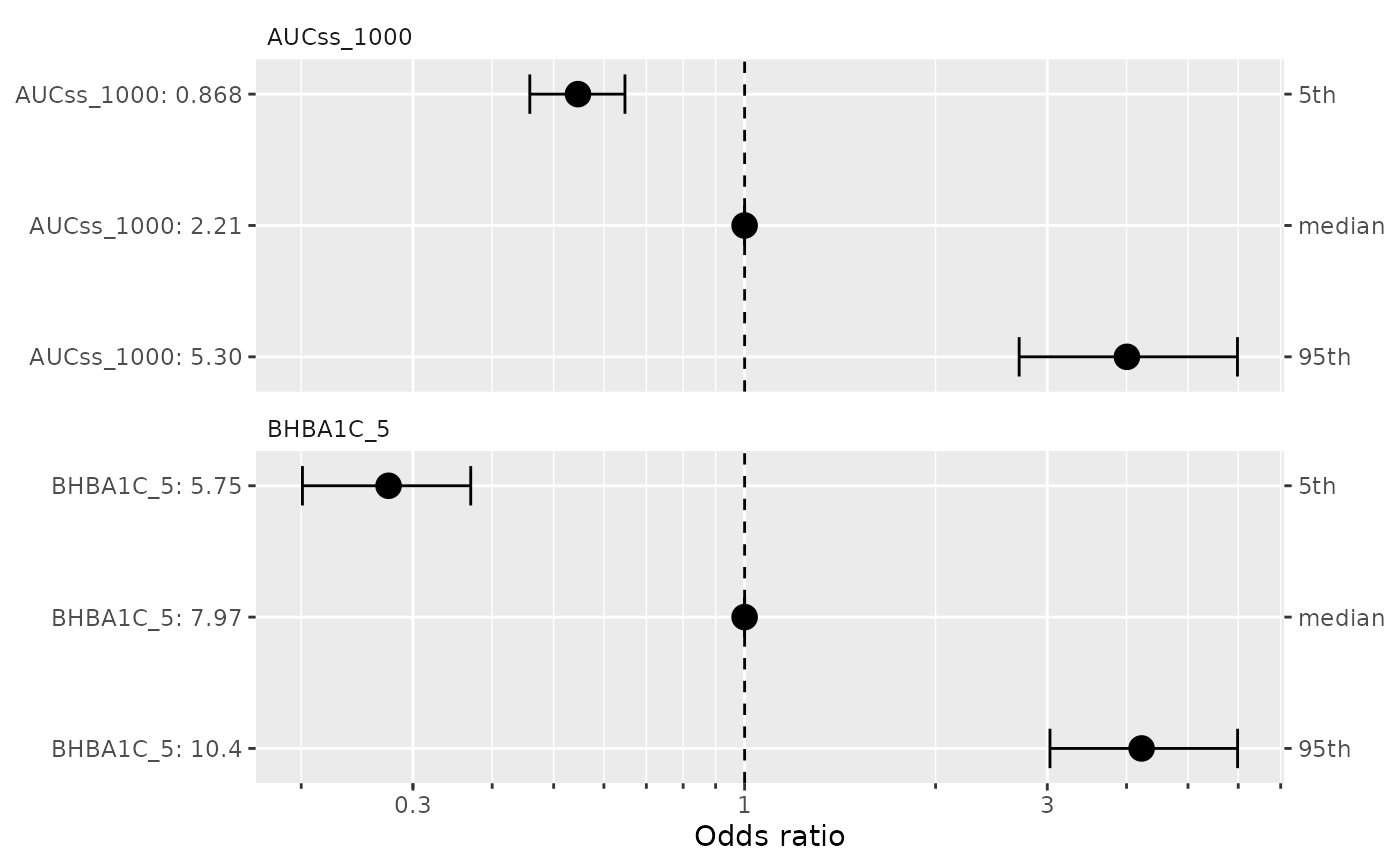 AUCss_1000
AUCss_1000: 0.868
5th
AUCss_1000: 2.21
median
AUCss_1000: 5.30
95th
BHBA1C_5
BHBA1C_5: 5.75
5th
BHBA1C_5: 7.97
median
BHBA1C_5: 10.4
95th
0.3
1
3
Odds ratio